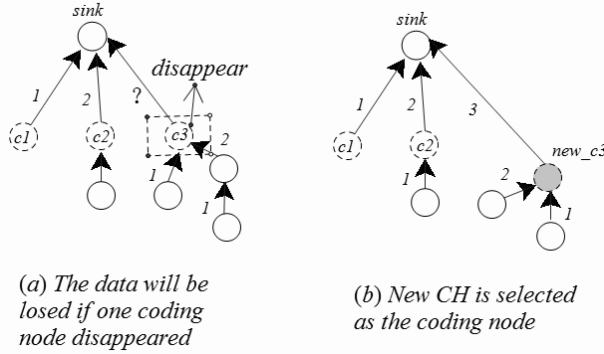 sink
disappear
1
2
?
c1
c2
c3
2
1
1
(a) The data will be
losed if one coding
node disappeared
sink
1
2
3
c1
c2
new_c3
1
2
1
(b) New CH is selected
as the coding node